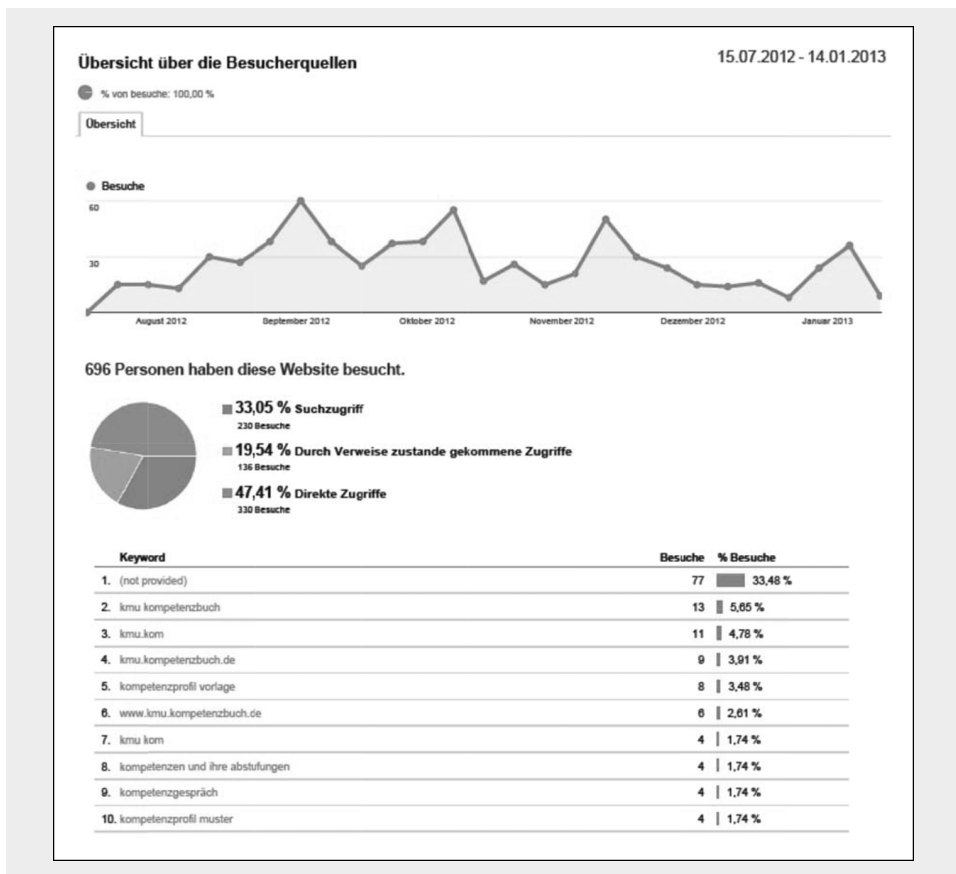 Übersicht über die Besucherquellen
15.07.2012 - 14.01.2013
% von besuche: 100,00 %
Übersicht
Besuche
60
30
August 2012 September 2012 Oktober 2012 November 2012 Dezember 2012 Januar 2013
696 Personen haben diese Website besucht.
33,05 % Suchzugriff
230 Besuche
19,54 % Durch Verweise zustande gekommene Zugriffe
136 Besuche
47,41 % Direkte Zugriffe
330 Besuche
Keyword Besuche % Besuche
1. (not provided) 77 33,48 %
2. kmu kompetenzbuch 13 5,65 %
3. kmu.kom 11 4,78 %
4. kmu.kompetenzbuch.de 9 3,91 %
5. kompetenzprofil vorlage 8 3,48 %
6. www.kmu.kompetenzbuch.de 6 2,61 %
7. kmu kom 4 1,74 %
8. kompetenzen und ihre abstufungen 4 1,74 %
9. kompetenzgespräch 4 1,74 %
10. kompetenzprofil muster 4 1,74 %